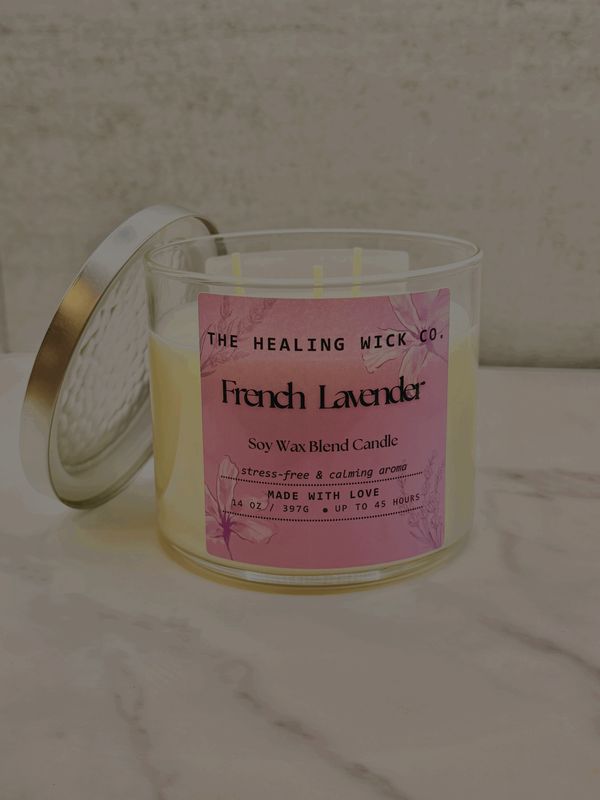 THE HEALING WICK CO.
French Lavender
Soy Wax Blend Candle
stress-free & calming aroma
MADE WITH LOVE
14 OZ / 397G ● UP TO 45 HOURS